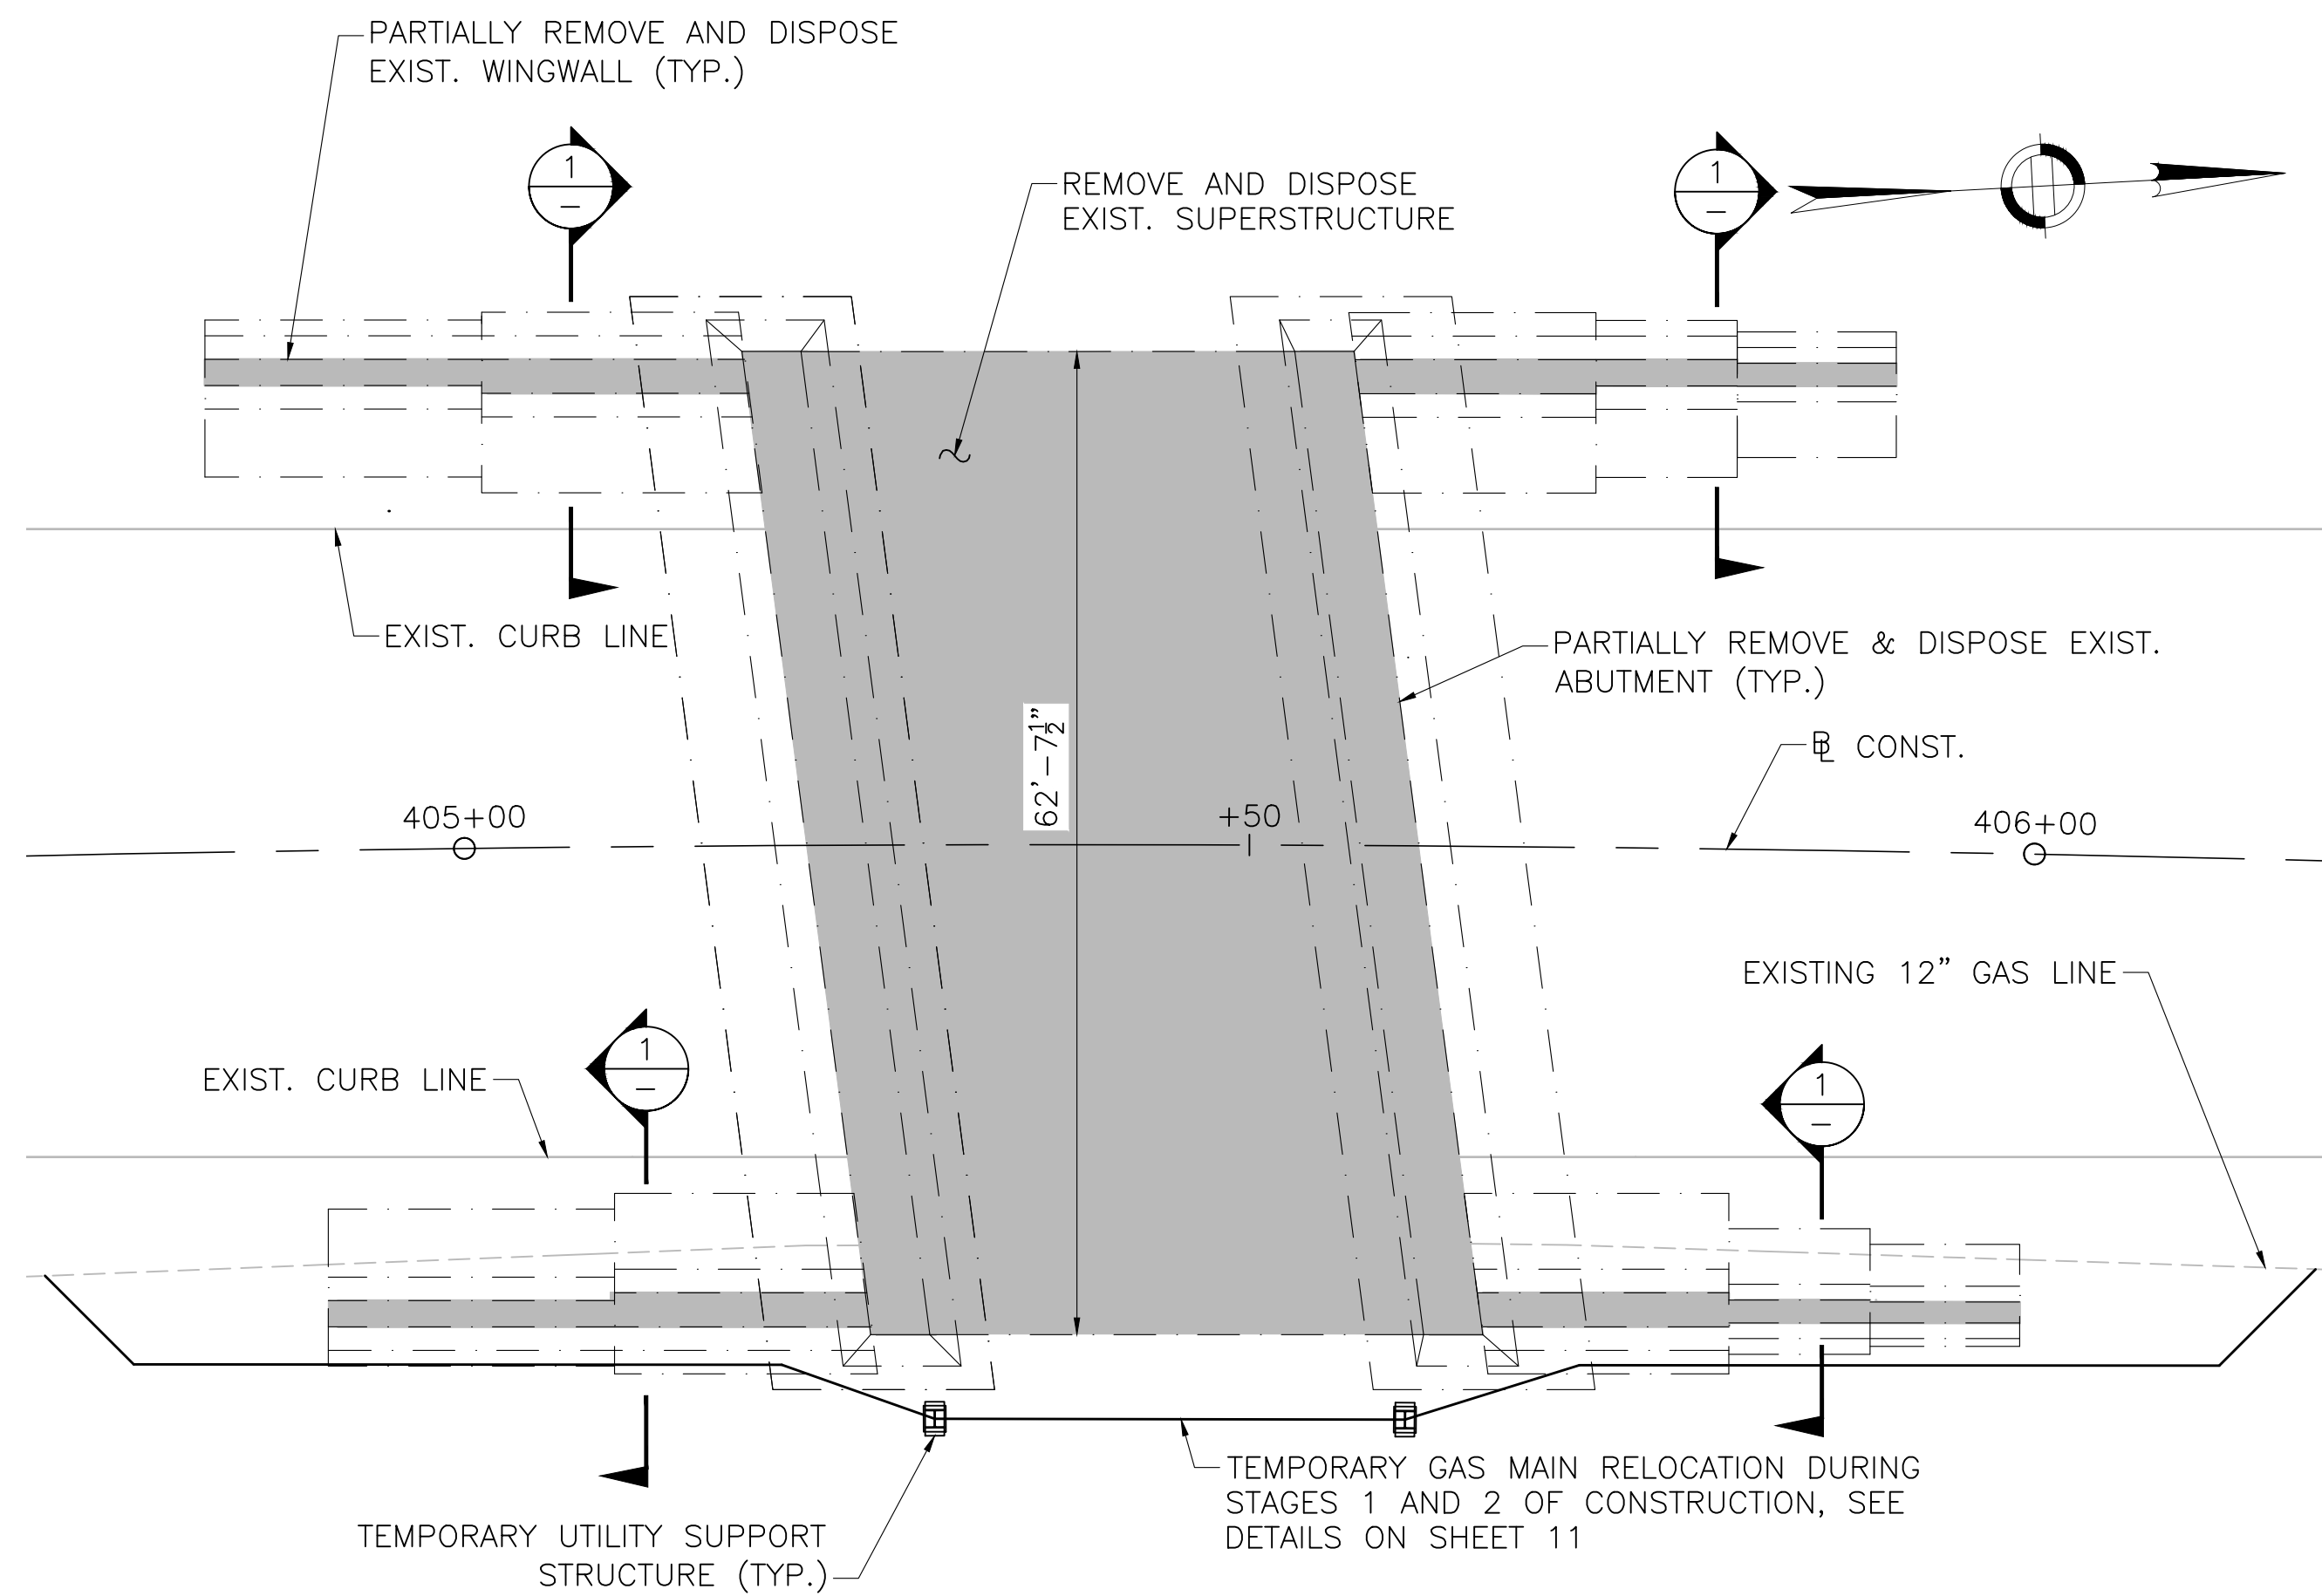 PARTIALLY REMOVE AND DISPOSE
EXIST. WINGWALL (TYP.)
1
–
REMOVE AND DISPOSE
EXIST. SUPERSTRUCTURE
1
–
EXIST. CURB LINE
PARTIALLY REMOVE & DISPOSE EXIST.
ABUTMENT (TYP.)
62'–7 1/2"
℄ CONST.
405+00
+50
406+00
EXISTING 12" GAS LINE
1
–
EXIST. CURB LINE
1
–
TEMPORARY GAS MAIN RELOCATION DURING
STAGES 1 AND 2 OF CONSTRUCTION, SEE
DETAILS ON SHEET 11
TEMPORARY UTILITY SUPPORT
STRUCTURE (TYP.)